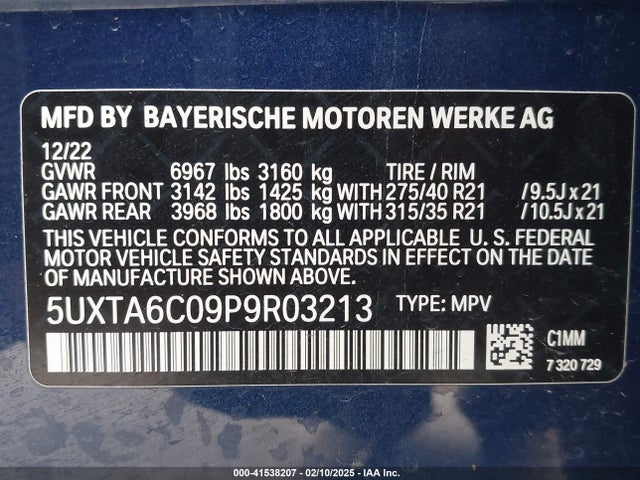 MFD BY BAYERISCHE MOTOREN WERKE AG
12/22
GVWR 6967 lbs 3160 kg TIRE / RIM
GAWR FRONT 3142 lbs 1425 kg WITH 275/40 R21 / 9.5J x 21
GAWR REAR 3968 lbs 1800 kg WITH 315/35 R21 / 10.5J x 21
THIS VEHICLE CONFORMS TO ALL APPLICABLE U. S. FEDERAL
MOTOR VEHICLE SAFETY STANDARDS IN EFFECT ON THE DATE
OF MANUFACTURE SHOWN ABOVE.
5UXTA6C09P9R03213 TYPE: MPV
C1MM
7 320 729
000-41538207 - 02/10/2025 - IAA Inc.